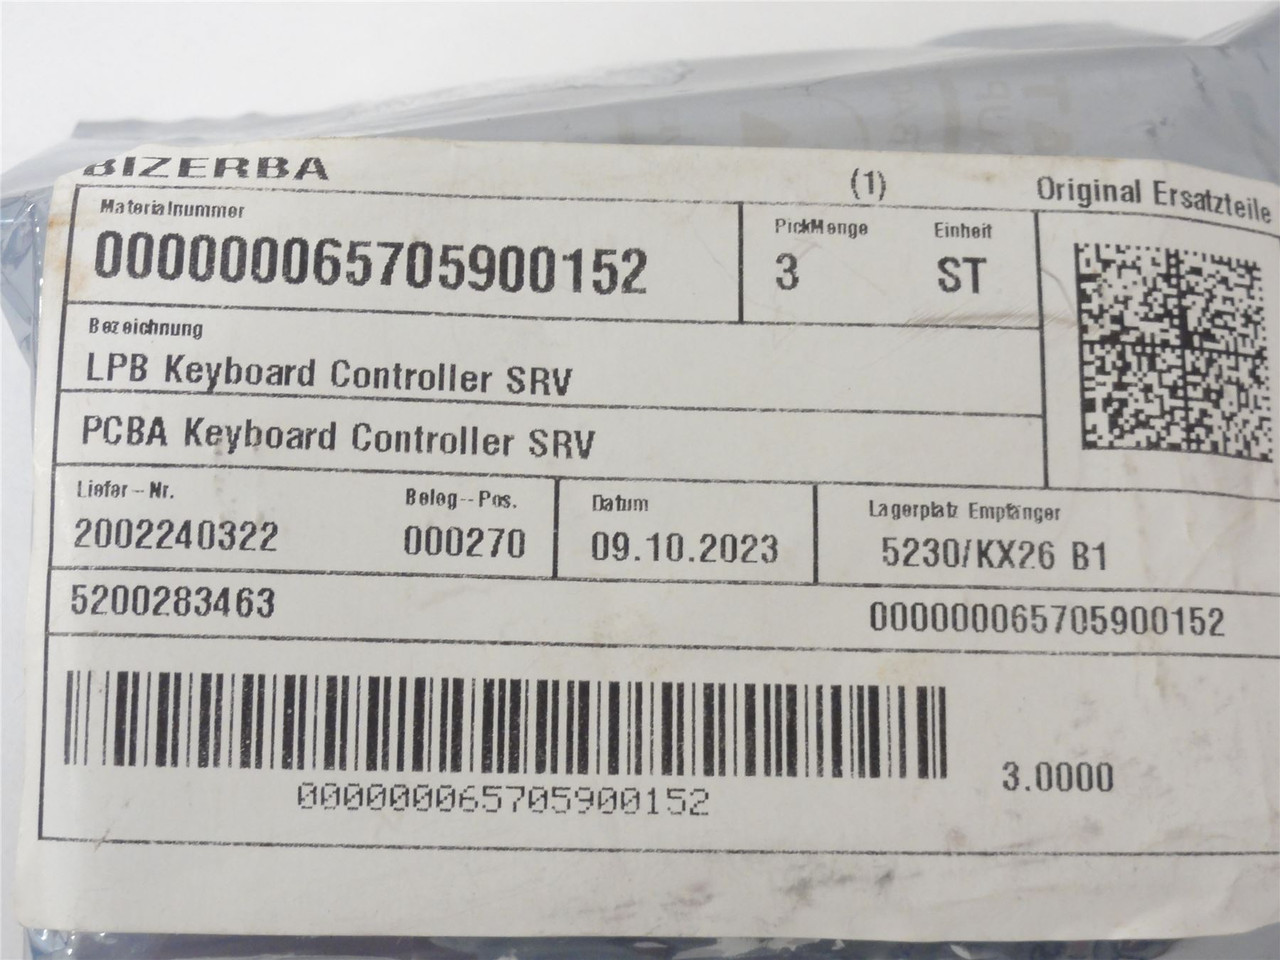 BIZERBA (1) Original Ersatzteile
Materialnummer PickMenge Einheit
000000065705900152 3 ST
Bezeichnung
LPB Keyboard Controller SRV
PCBA Keyboard Controller SRV
Liefer-Nr. Beleg-Pos. Datum Lagerplatz Empfänger
2002240322 000270 09.10.2023 5230/KX26 B1
5200283463 000000065705900152
000000065705900152 3.0000